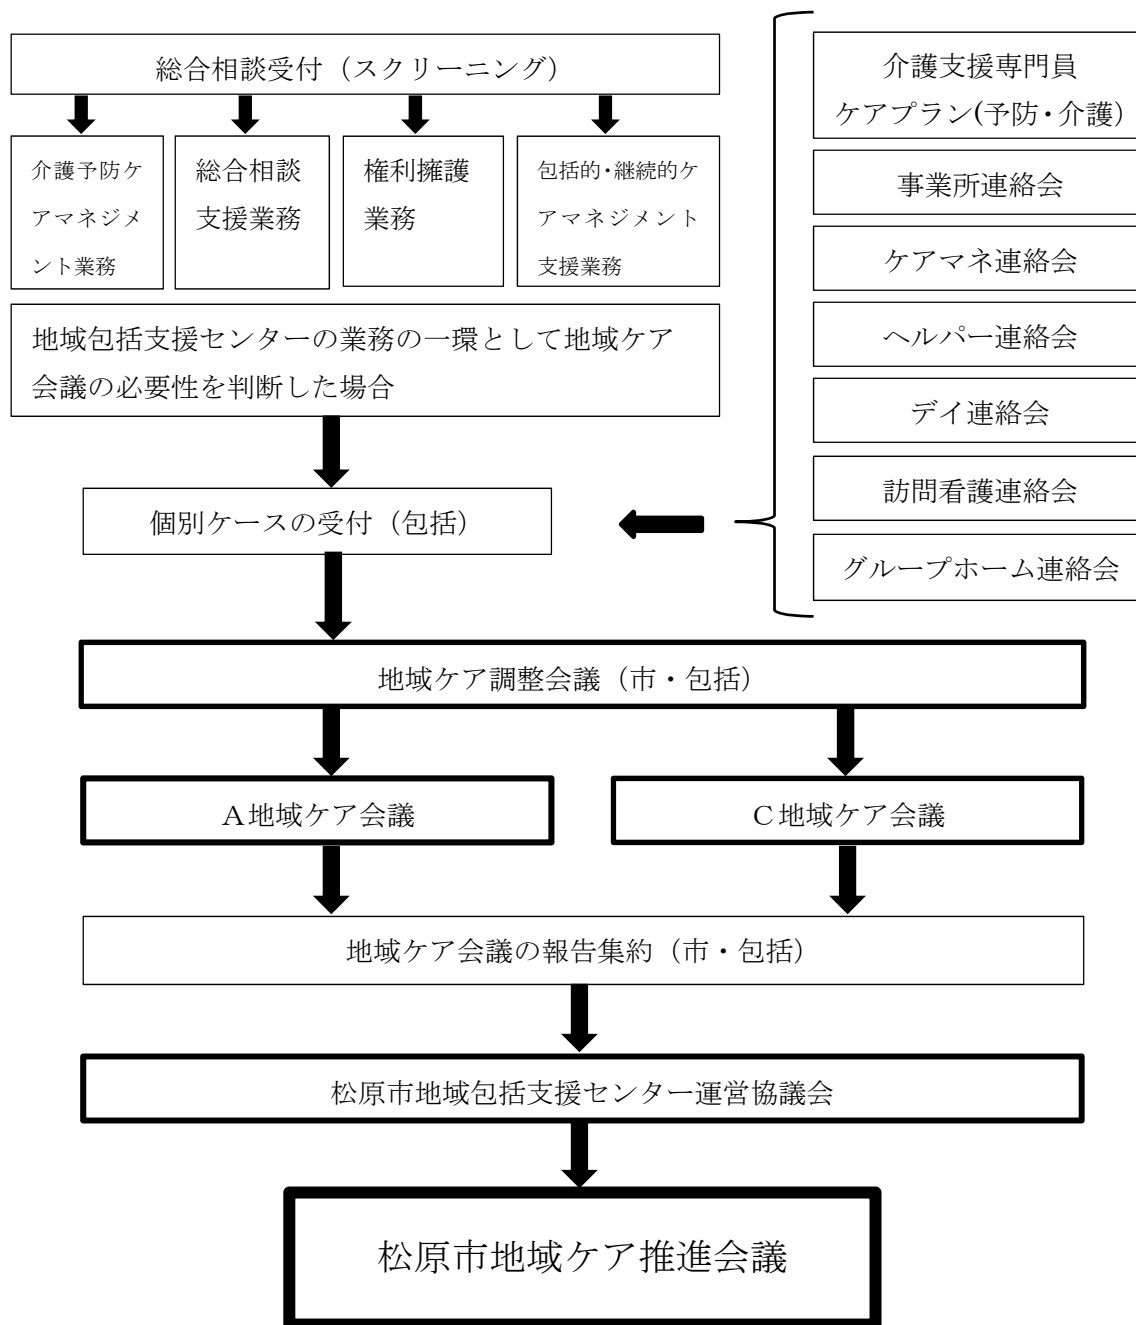 総合相談受付（スクリーニング）
介護予防ケ
アマネジメ
ント業務
総合相談
支援業務
権利擁護
業務
包括的・継続的ケ
アマネジメント
支援業務
地域包括支援センターの業務の一環として地域ケア
会議の必要性を判断した場合
個別ケースの受付（包括）
介護支援専門員
ケアプラン(予防・介護）
事業所連絡会
ケアマネ連絡会
ヘルパー連絡会
デイ連絡会
訪問看護連絡会
グループホーム連絡会
地域ケア調整会議（市・包括）
Ａ地域ケア会議
Ｃ地域ケア会議
地域ケア会議の報告集約（市・包括）
松原市地域包括支援センター運営協議会
松原市地域ケア推進会議